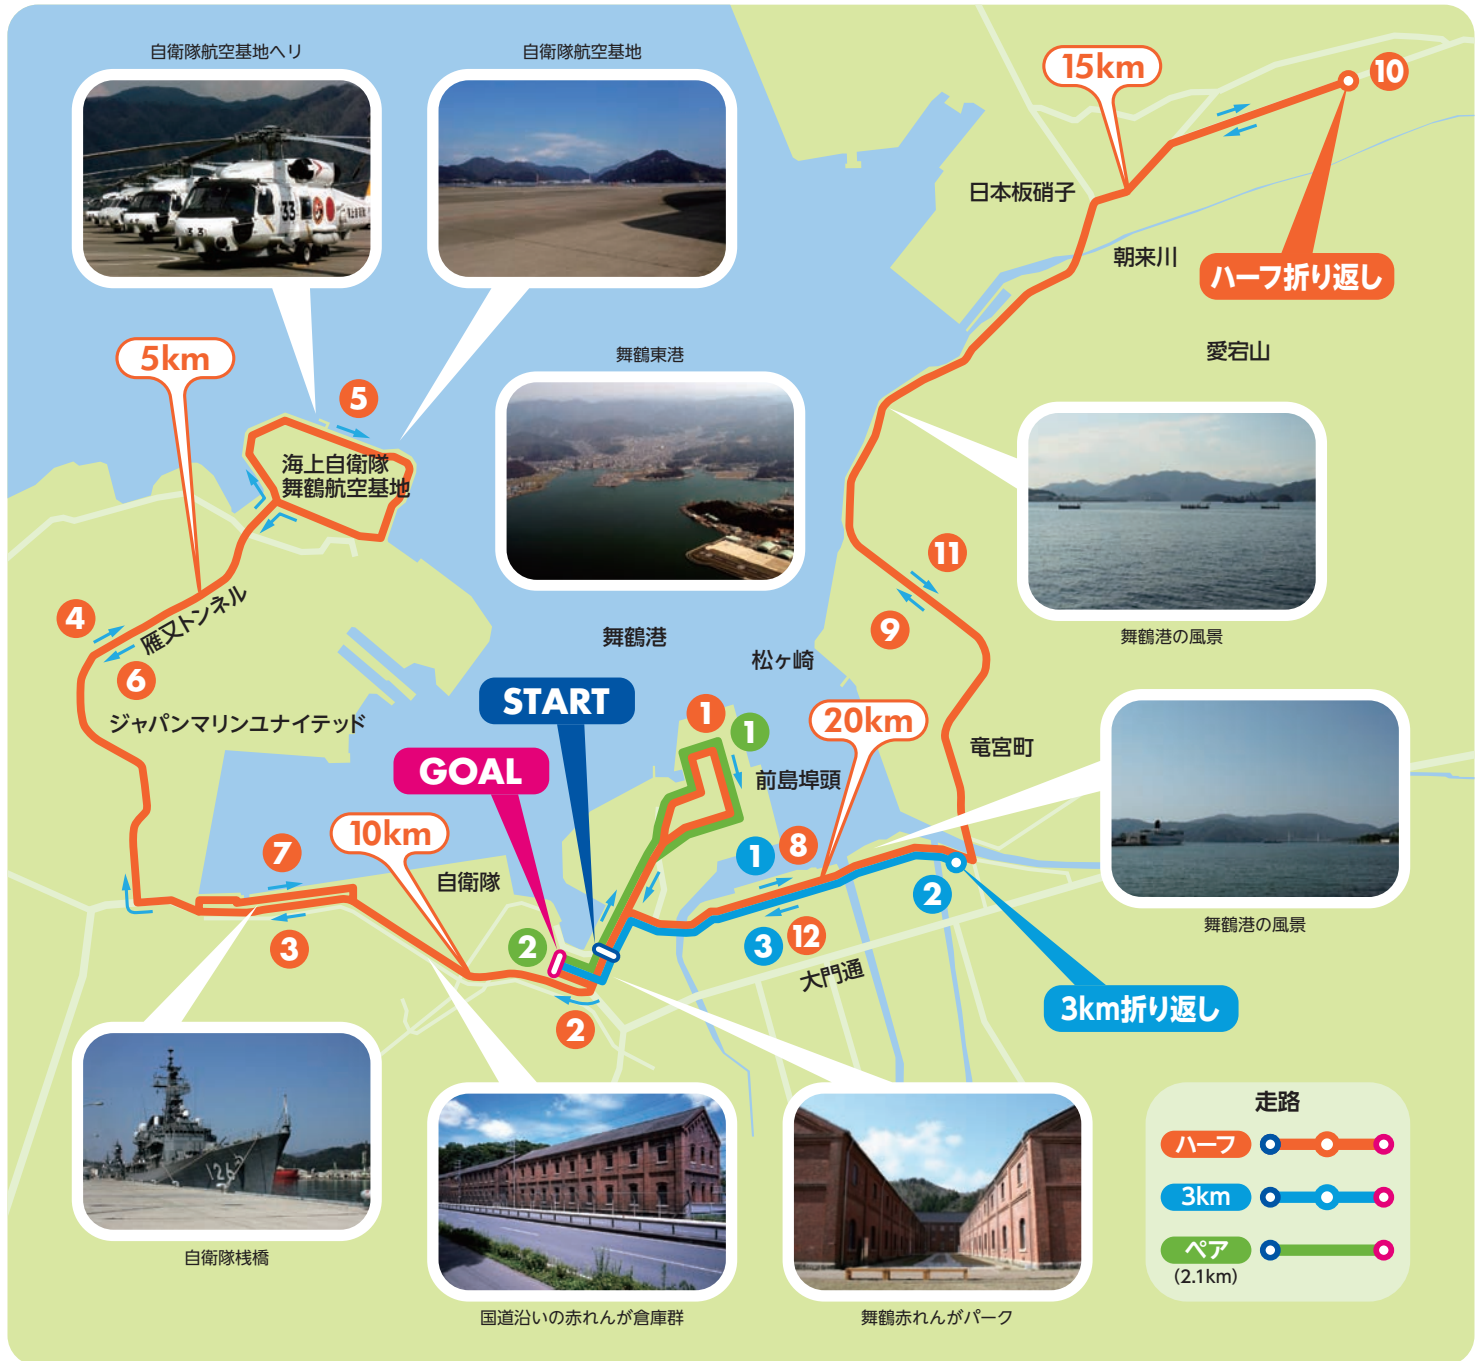 自衛隊航空基地ヘリ
自衛隊航空基地
15km
10
日本板硝子
朝来川
ハーフ折り返し
愛宕山
5km
舞鶴東港
5
海上自衛隊
舞鶴航空基地
33
33
11
9
4
雁又トンネル
6
舞鶴港
松ヶ崎
舞鶴港の風景
ジャパンマリンユナイテッド
START
GOAL
1
1
20km
前島埠頭
竜宮町
10km
7
自衛隊
1
8
2
3
2
3
12
大門通
舞鶴港の風景
3km折り返し
2
126
自衛隊桟橋
国道沿いの赤れんが倉庫群
舞鶴赤れんがパーク
走路
ハーフ
3km
ペア
(2.1km)